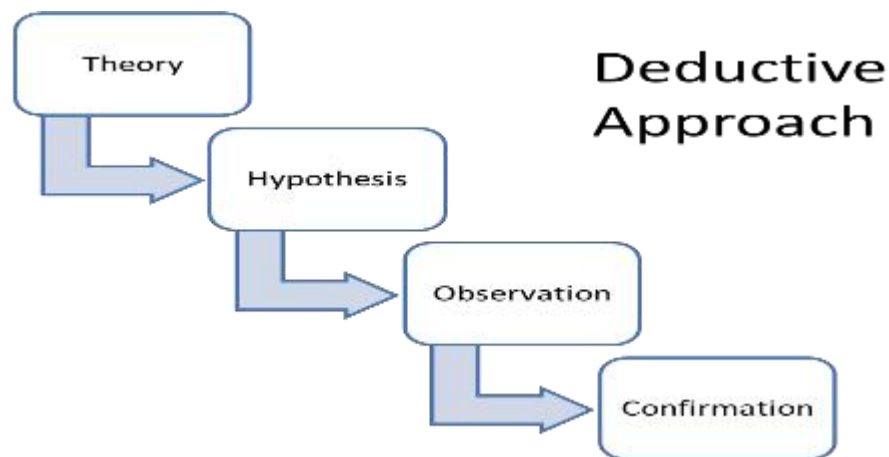 Theory
Deductive
Approach
Hypothesis
Observation
Confirmation